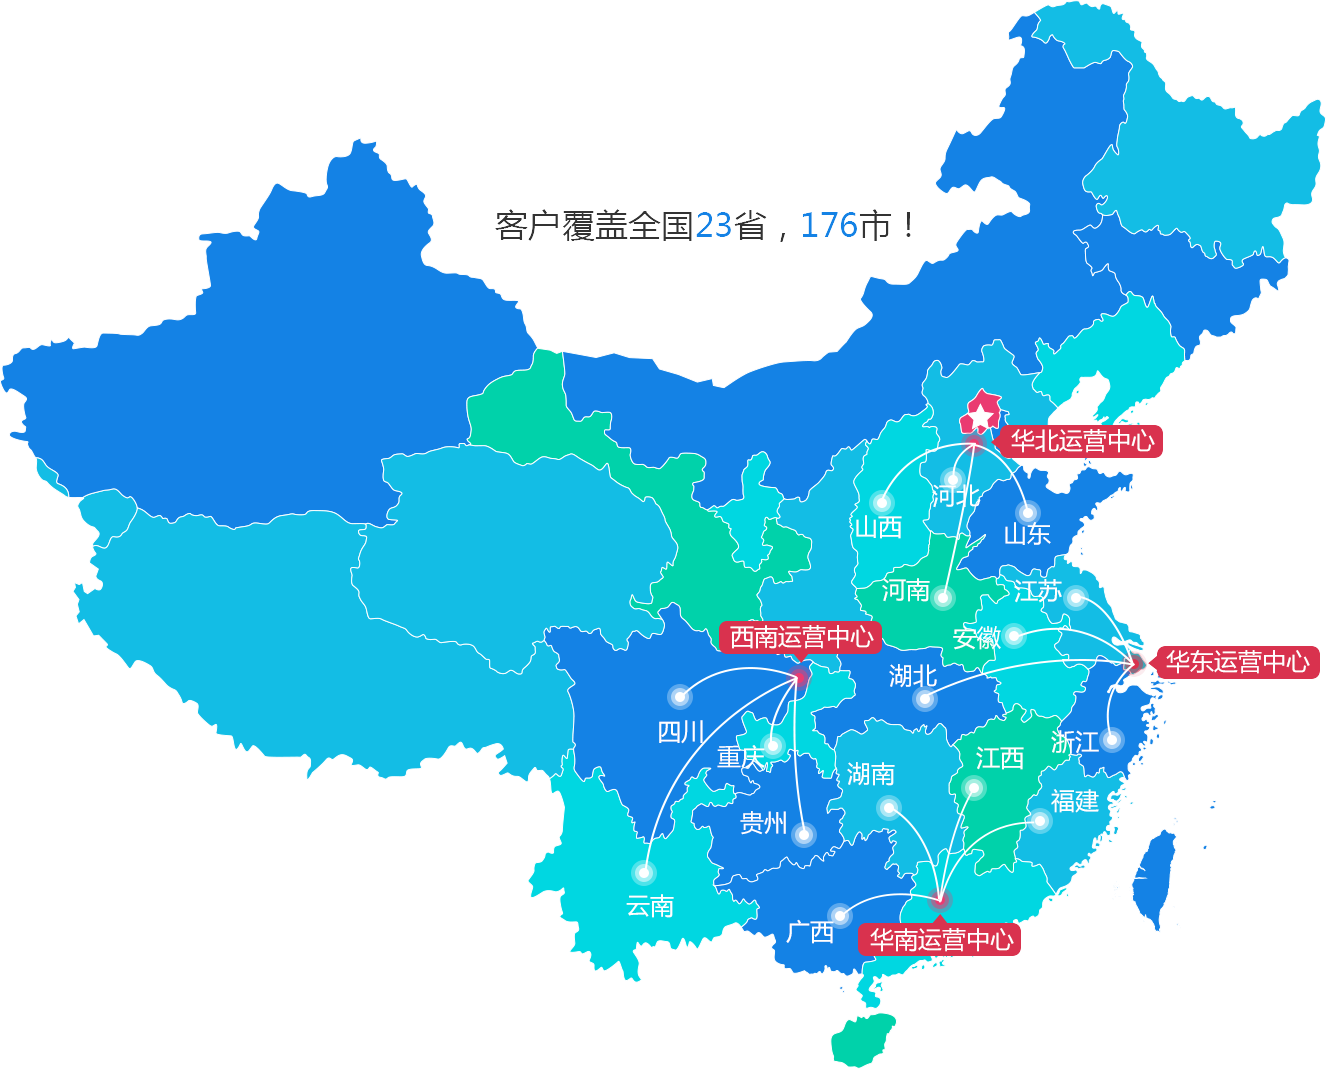 客户覆盖全国23省，176市！
华北运营中心
河北
山西
山东
河南
江苏
安徽
西南运营中心
华东运营中心
湖北
四川
浙江
重庆
江西
湖南
福建
贵州
云南
广西
华南运营中心